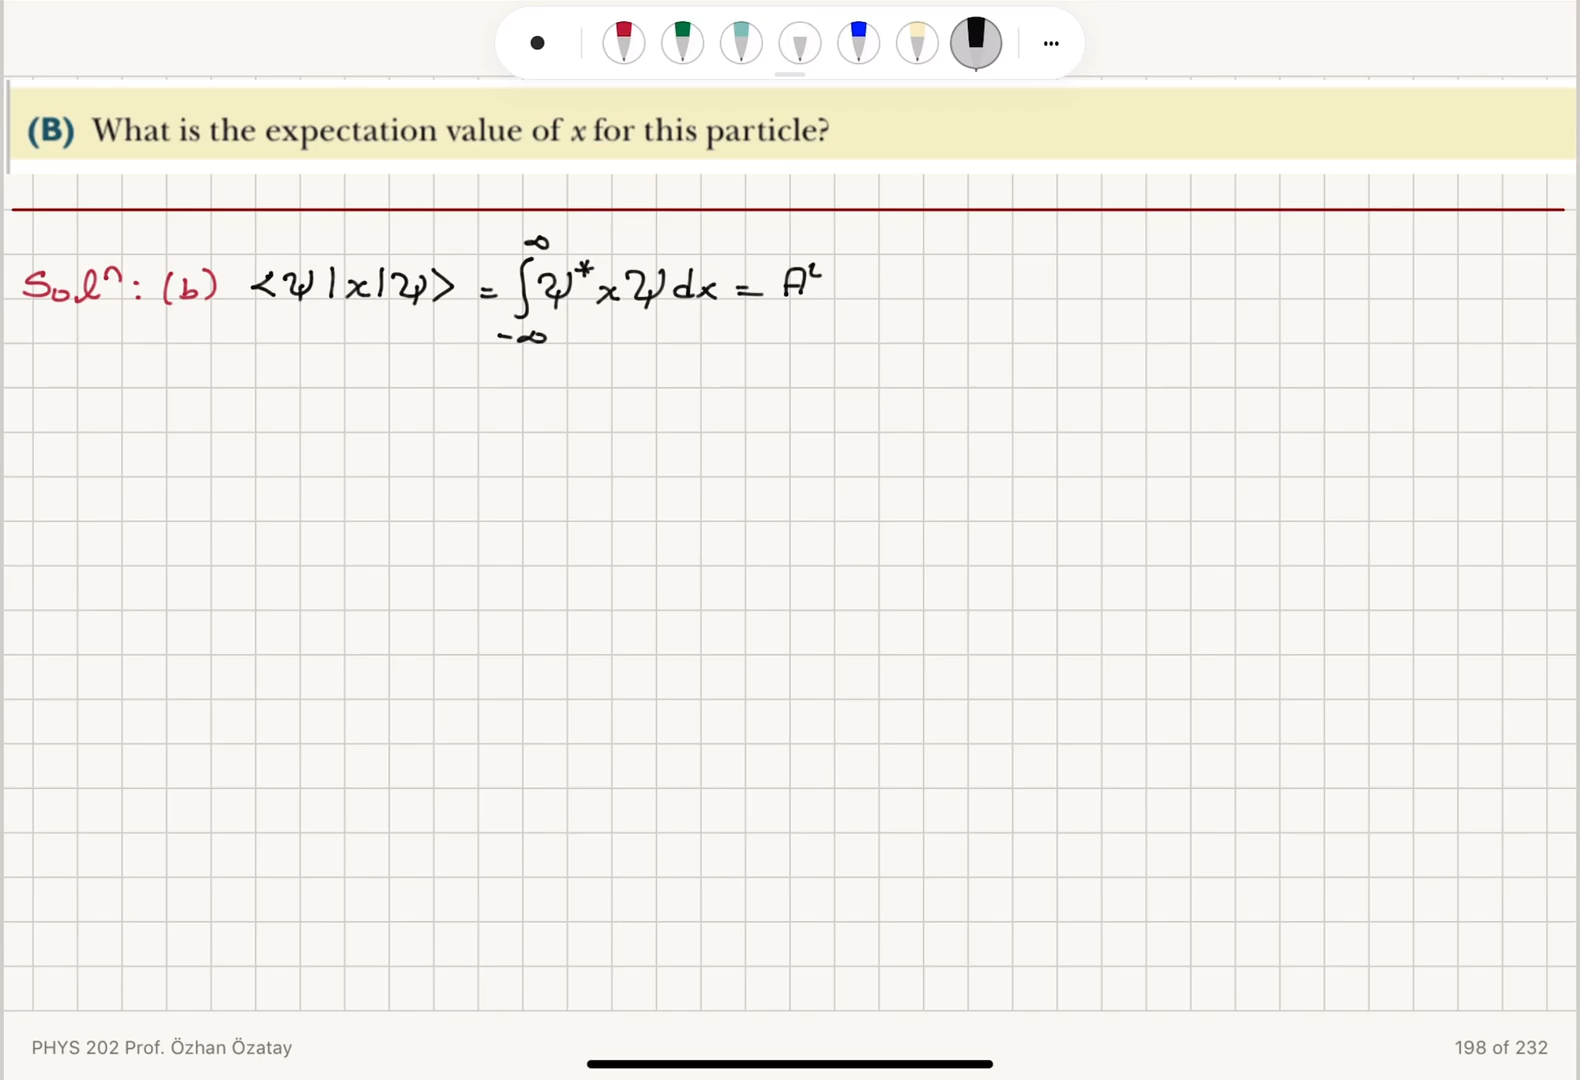 (B) What is the expectation value of x for this particle?
Solⁿ: (b) <ψ|x|ψ> = ∫_{-∞}^{∞} ψ* x ψ dx = A²
PHYS 202 Prof. Özhan Özatay
198 of 232